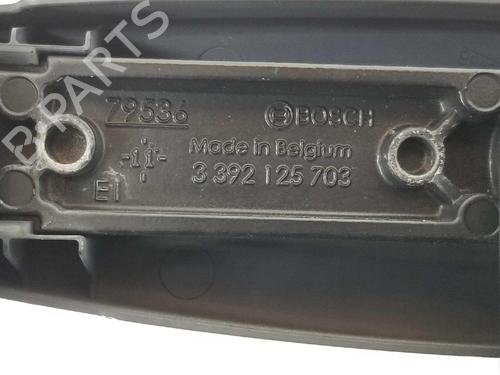 79536
BOSCH
Made in Belgium
3 392 125 703
E1
B-PARTS